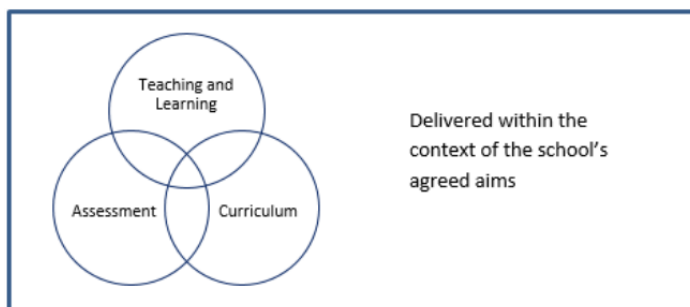 Teaching and
Learning
Assessment
Curriculum
Delivered within the
context of the school's
agreed aims